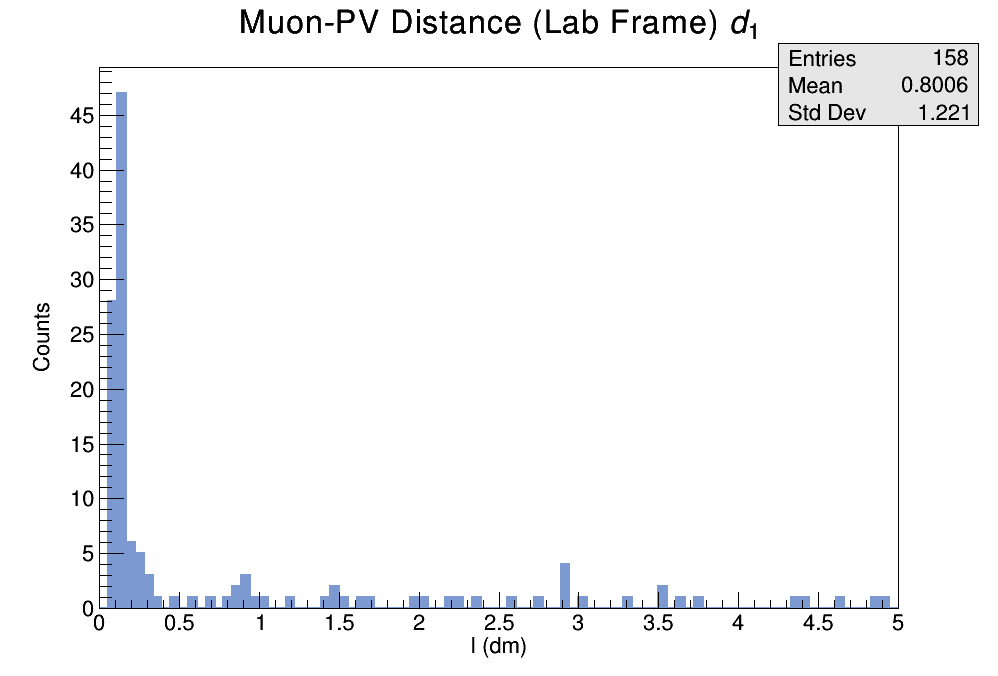 Muon-PV Distance (Lab Frame) d₁
Entries 158
Mean 0.8006
Std Dev 1.221
45
40
35
30
25
20
15
10
5
0
Counts
0 0.5 1 1.5 2 2.5 3 3.5 4 4.5 5
l (dm)